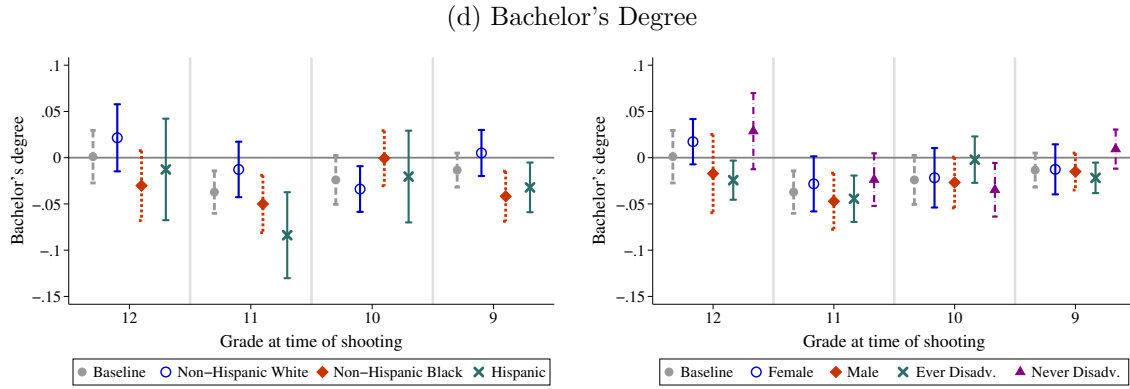 (d) Bachelor's Degree
Bachelor's degree
.1
.05
0
−.05
−.1
−.15
12 11 10 9
Grade at time of shooting
Baseline Non-Hispanic White Non-Hispanic Black Hispanic
Bachelor's degree
.1
.05
0
−.05
−.1
−.15
12 11 10 9
Grade at time of shooting
Baseline Female Male Ever Disadv. Never Disadv.